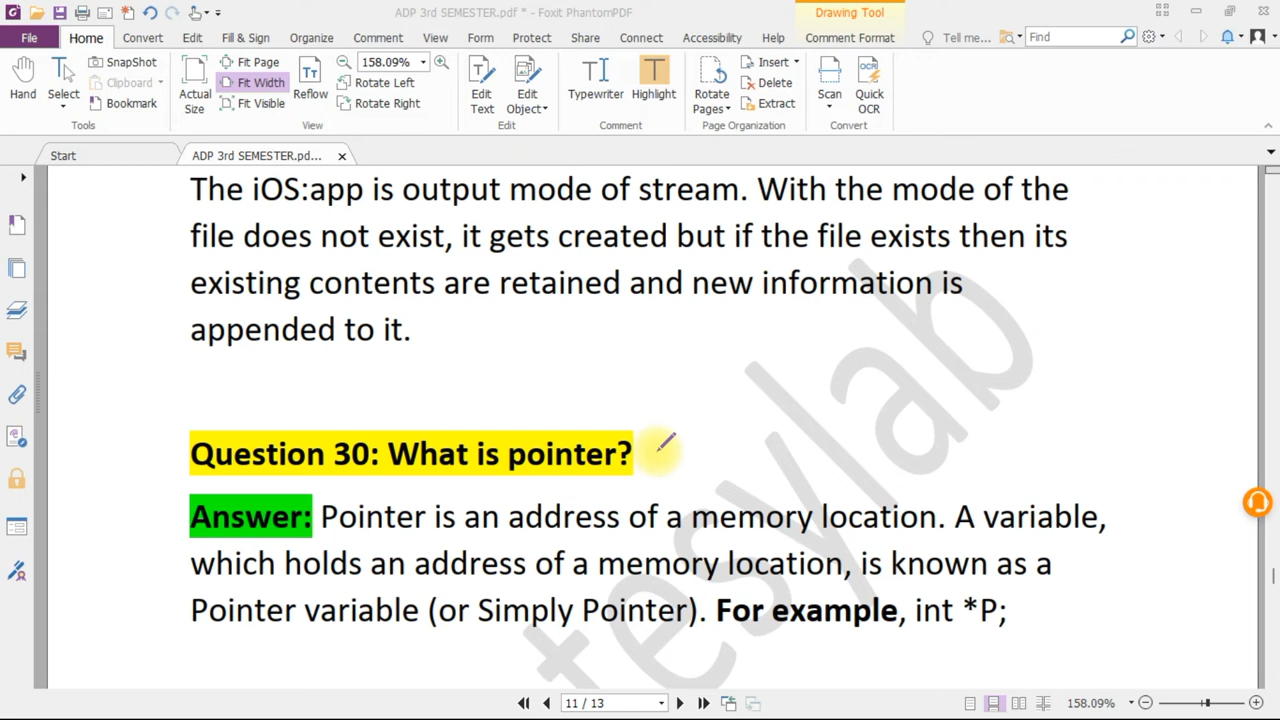 ADP 3rd SEMESTER.pdf * - Foxit PhantomPDF
Drawing Tool
File Home Convert Edit Fill & Sign Organize Comment View Form Protect Share Connect Accessibility Help Comment Format Tell me... Find
Hand
Select
SnapShot
Clipboard
Bookmark
Tools
Actual Size
Fit Page
Fit Width
Fit Visible
Reflow
158.09%
Rotate Left
Rotate Right
View
Edit Text
Edit Object
Edit
Typewriter
Highlight
Comment
Rotate Pages
Insert
Delete
Extract
Page Organization
Scan
Quick OCR
Convert
Start
ADP 3rd SEMESTER.pd...
The iOS:app is output mode of stream. With the mode of the
file does not exist, it gets created but if the file exists then its
existing contents are retained and new information is
appended to it.
Question 30: What is pointer?
Answer: Pointer is an address of a memory location. A variable,
which holds an address of a memory location, is known as a
Pointer variable (or Simply Pointer). For example, int *P;
tesylab
11 / 13
158.09%